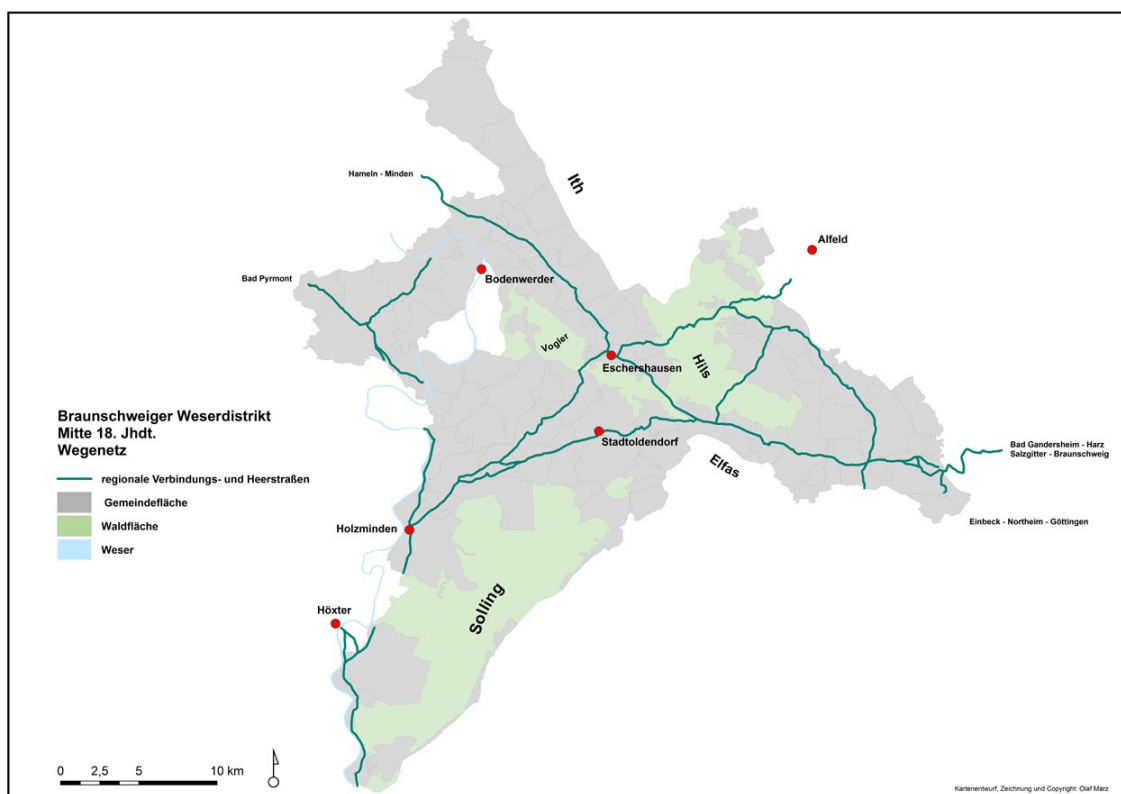 Hameln - Minden
Ith
Alfeld
Bad Pyrmont
Bodenwerder
Vogler
Eschershausen
Hils
Braunschweiger Weserdistrikt
Mitte 18. Jhdt.
Wegenetz
regionale Verbindungs- und Heerstraßen
Gemeindefläche
Waldfläche
Weser
Stadtoldendorf
Elfas
Bad Gandersheim - Harz
Salzgitter - Braunschweig
Holzminden
Einbeck - Northeim - Göttingen
Solling
Höxter
0 2,5 5 10 km
Kartenentwurf, Zeichnung und Copyright: Olaf März